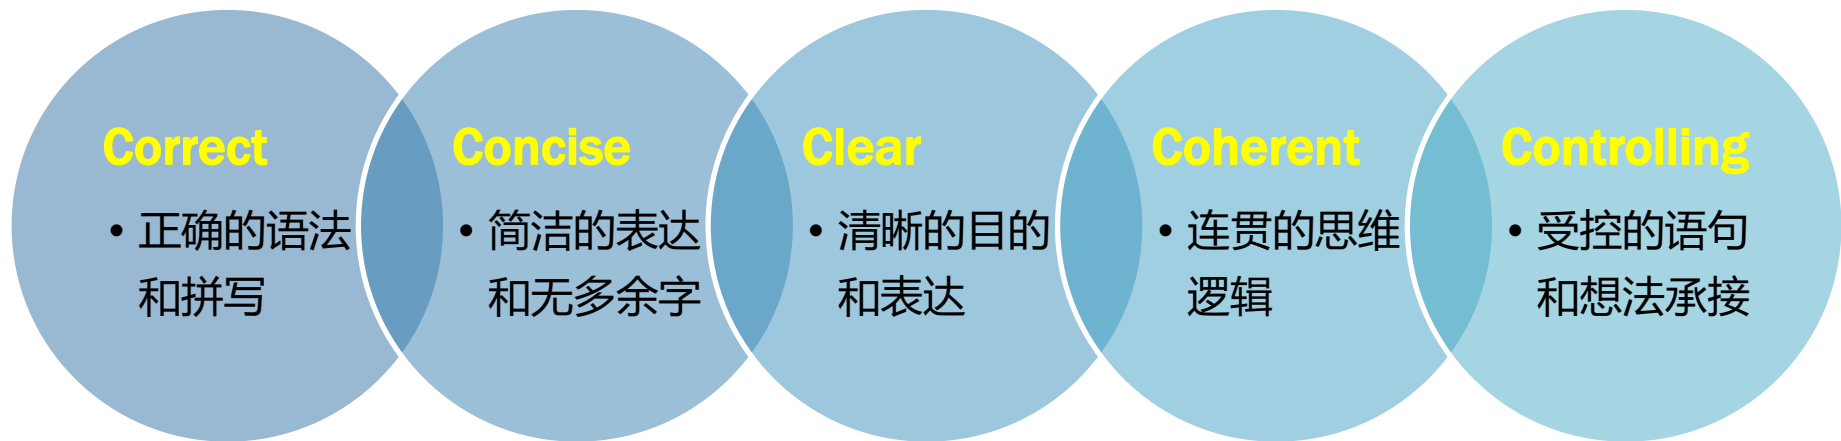 Correct
• 正确的语法
和拼写
Concise
• 简洁的表达
和无多余字
Clear
• 清晰的目的
和表达
Coherent
• 连贯的思维
逻辑
Controlling
• 受控的语句
和想法承接